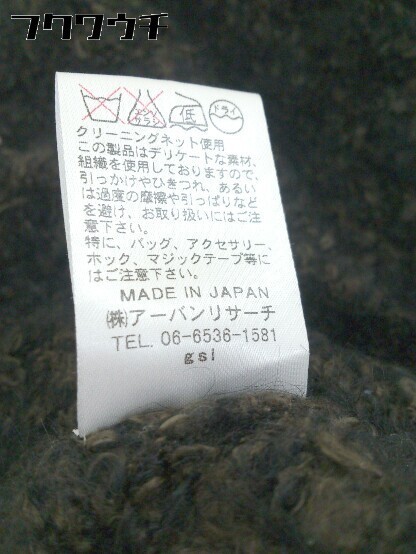 フクワウチ
エンソ
サラシ
低
ドライ
クリーニングネット使用
この製品はデリケートな素材、
組織を使用しておりますので、
引っかけやひきつれ、あるい
は過度の摩擦や引っぱりなど
を避け、お取り扱いにはご注
意下さい。
特に、バッグ、アクセサリー、
ホック、マジックテープ等に
はご注意下さい。
MADE IN JAPAN
㈱アーバンリサーチ
TEL. 06-6536-1581
gsi